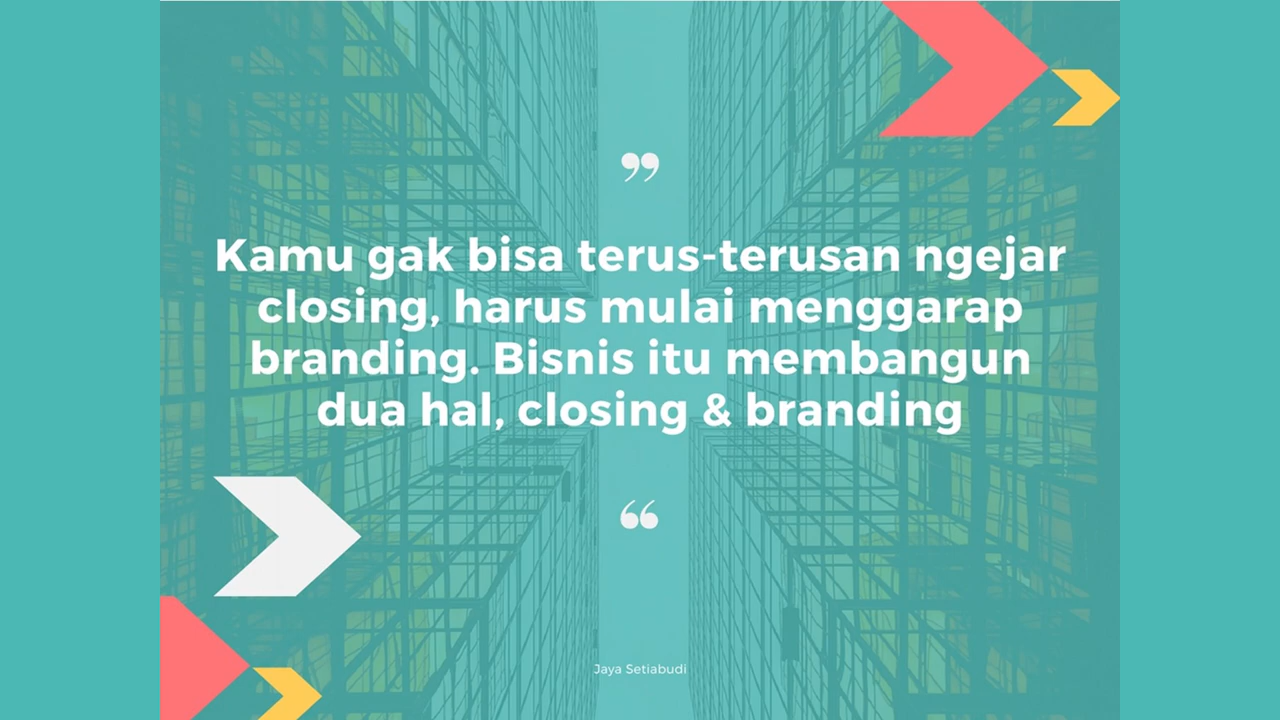 ”
Kamu gak bisa terus-terusan ngejar
closing, harus mulai menggarap
branding. Bisnis itu membangun
dua hal, closing & branding
“
Jaya Setiabudi